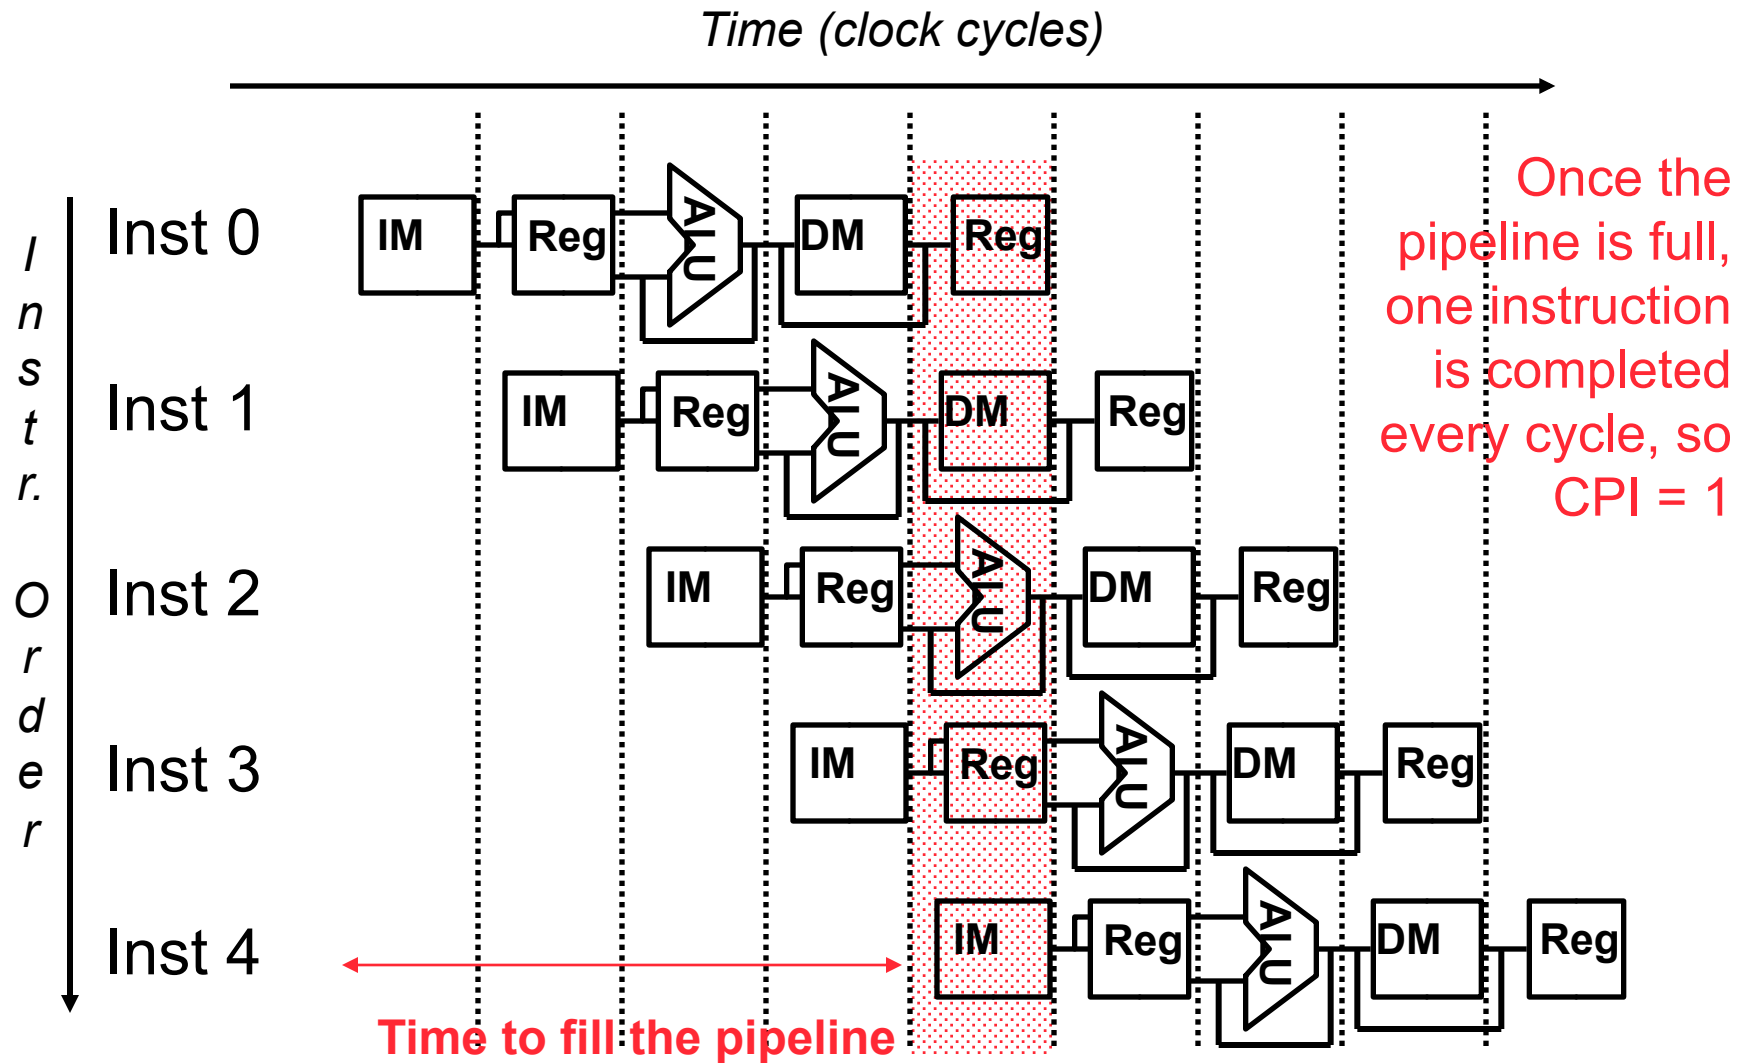 Time (clock cycles)
Instr. Order
Inst 0
IM
Reg
ALU
DM
Reg
Once the
pipeline is full,
one instruction
is completed
every cycle, so
CPI = 1
Inst 1
IM
Reg
ALU
DM
Reg
Inst 2
IM
Reg
ALU
DM
Reg
Inst 3
IM
Reg
ALU
DM
Reg
Inst 4
IM
Reg
ALU
DM
Reg
Time to fill the pipeline